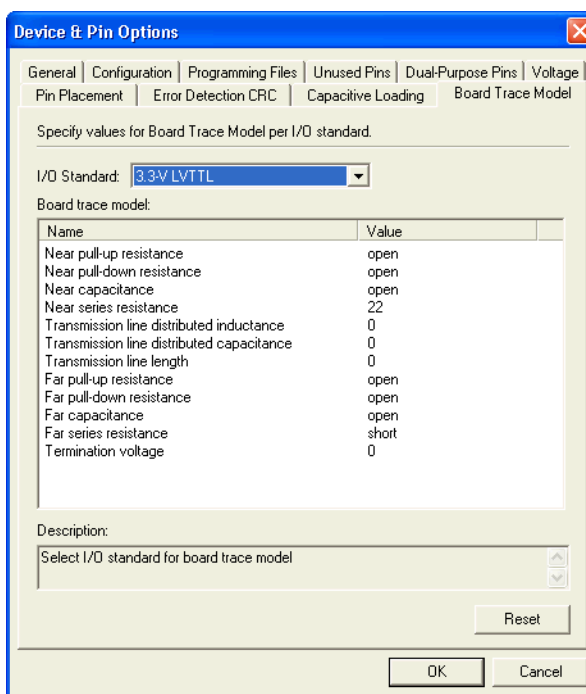 Device & Pin Options
General Configuration Programming Files Unused Pins Dual-Purpose Pins Voltage
Pin Placement Error Detection CRC Capacitive Loading Board Trace Model
Specify values for Board Trace Model per I/O standard.
I/O Standard: 3.3-V LVTTL
Board trace model:
Name Value
Near pull-up resistance open
Near pull-down resistance open
Near capacitance open
Near series resistance 22
Transmission line distributed inductance 0
Transmission line distributed capacitance 0
Transmission line length 0
Far pull-up resistance open
Far pull-down resistance open
Far capacitance open
Far series resistance short
Termination voltage 0
Description:
Select I/O standard for board trace model
Reset
OK Cancel